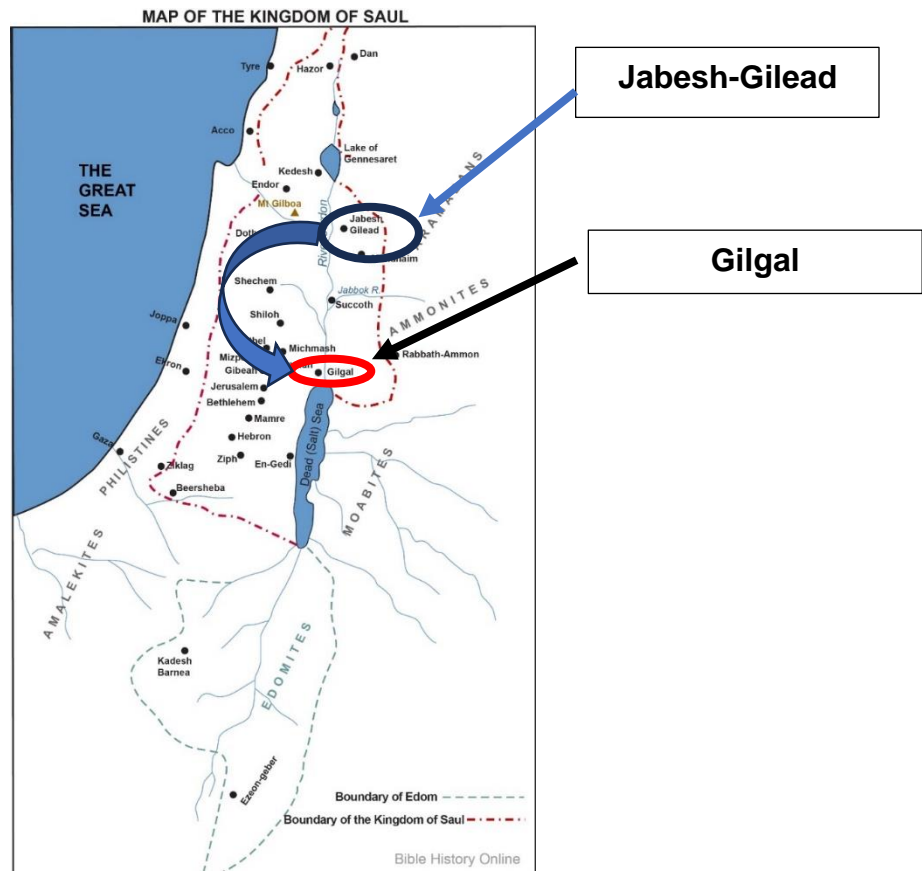 MAP OF THE KINGDOM OF SAUL
Dan
Tyre
Hazor
Jabesh-Gilead
Acco
Lake of
Gennesaret
THE
GREAT
SEA
Kedesh
Endor
Mt Gilboa
ARAMAEANS
Jabesh
Gilead
Gilgal
Shechem
Jabbok R.
Succoth
AMMONITES
Shiloh
Joppa
Michmash
Rabbath-Ammon
Mizp
Gibeah
Gilgal
Ekron
Jerusalem
Bethlehem
Mamre
Hebron
Gaza
PHILISTINES
Ziph
En-Gedi
Dead (Salt) Sea
Ziklag
Beersheba
MOABITES
AMALEKITES
EDOMITES
Kadesh
Barnea
Ezeon-geber
Boundary of Edom
Boundary of the Kingdom of Saul
Bible History Online